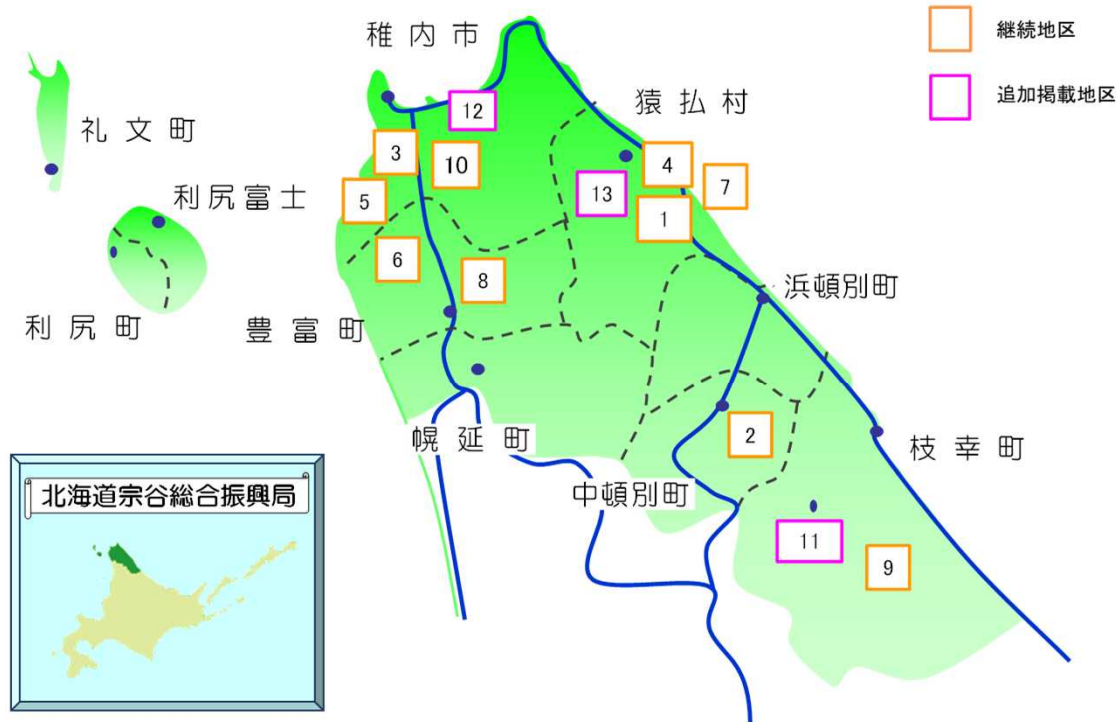 稚内市
継続地区
追加掲載地区
12
猿払村
礼文町
3
10
4
7
13
5
1
利尻富士
6
8
浜頓別町
利尻町
豊富町
幌延町
2
枝幸町
中頓別町
北海道宗谷総合振興局
11
9